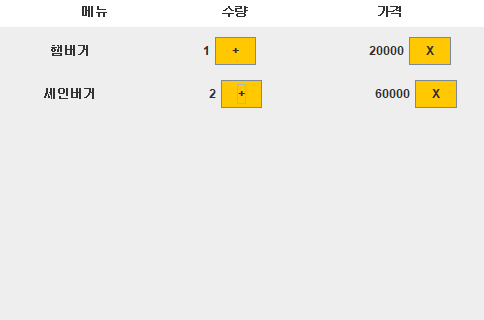 메뉴 수량 가격
햄버거 1 + 20000 X
세인버거 2 + 60000 X